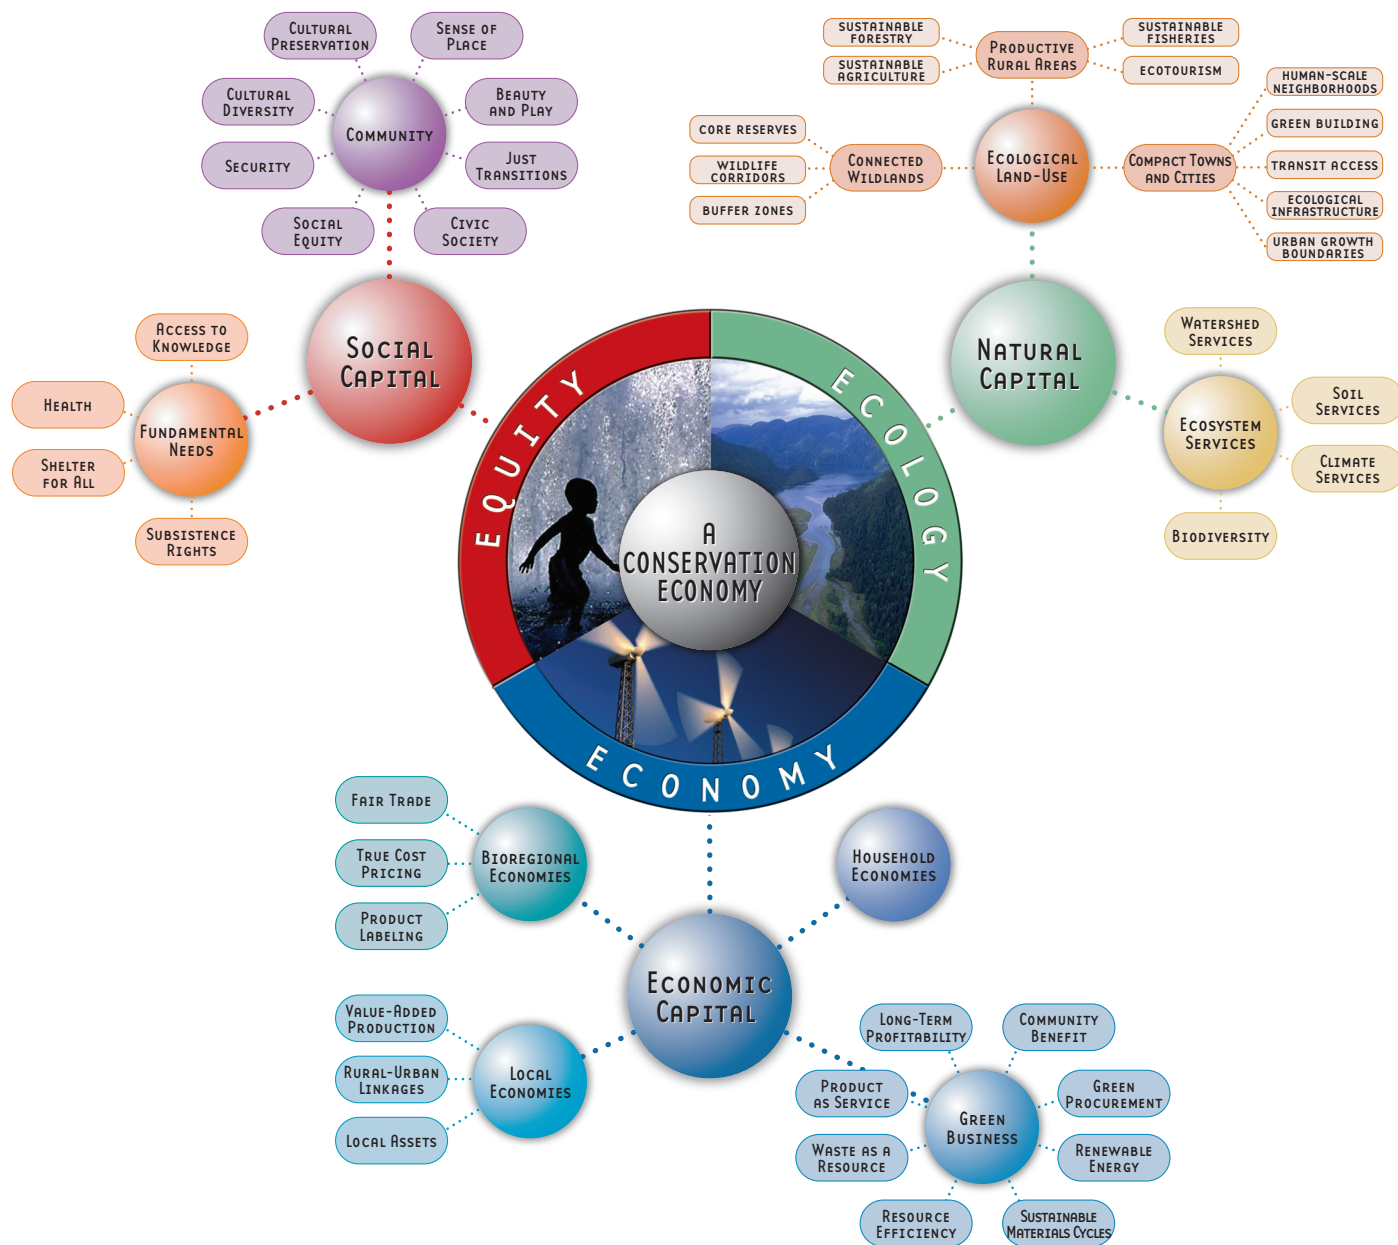 Cultural
Preservation
Sense of
Place
Cultural
Diversity
Beauty
and Play
Community
Security
Just
Transitions
Social
Equity
Civic
Society
Social
Capital
Access to
Knowledge
Health
Fundamental
Needs
Shelter
for All
Subsistence
Rights
Sustainable
Forestry
Sustainable
Agriculture
Productive
Rural Areas
Sustainable
Fisheries
Ecotourism
Core Reserves
Wildlife
Corridors
Buffer Zones
Connected
Wildlands
Ecological
Land-Use
Compact Towns
and Cities
Human-Scale
Neighborhoods
Green Building
Transit Access
Ecological
Infrastructure
Urban Growth
Boundaries
Natural
Capital
Watershed
Services
Soil
Services
Ecosystem
Services
Climate
Services
Biodiversity
EQUITY
ECOLOGY
A
Conservation
Economy
ECONOMY
Fair Trade
True Cost
Pricing
Product
Labeling
Bioregional
Economies
Household
Economies
Economic
Capital
Value-Added
Production
Rural-Urban
Linkages
Local Assets
Local
Economies
Long-Term
Profitability
Community
Benefit
Product
as Service
Green
Procurement
Green
Business
Waste as a
Resource
Renewable
Energy
Resource
Efficiency
Sustainable
Materials Cycles